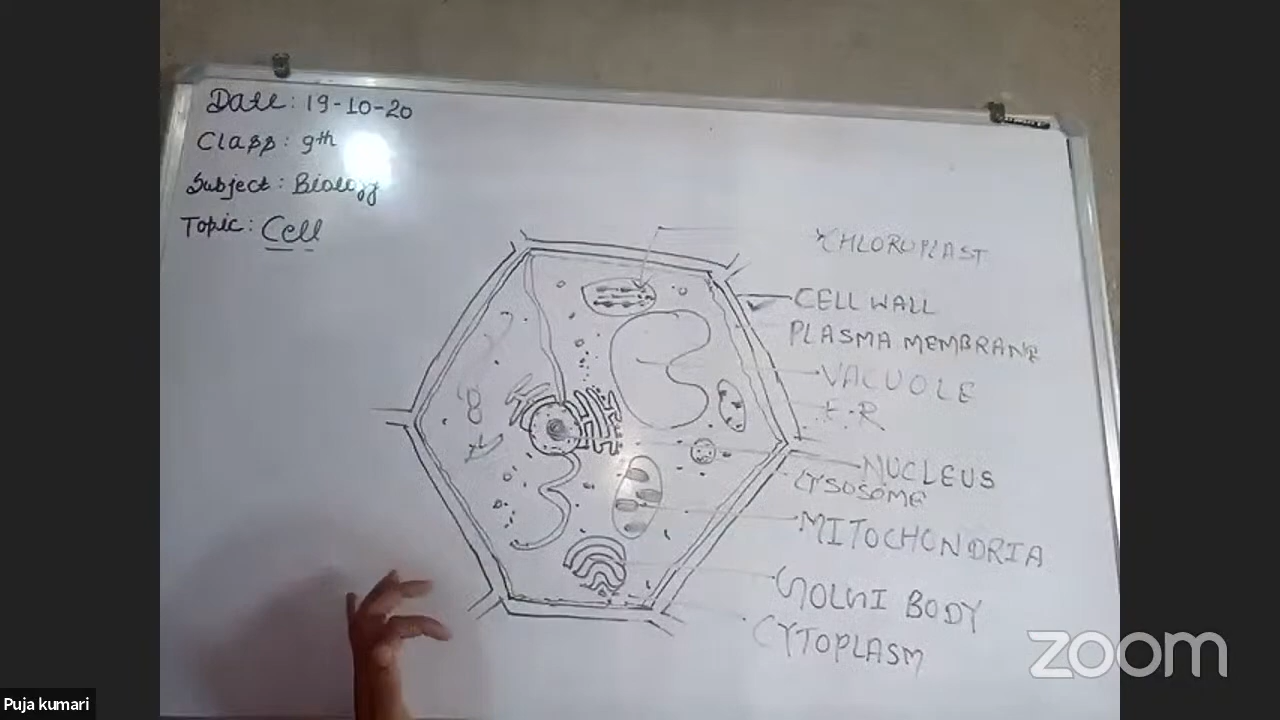 Date: 19-10-20
Class: 9th
Subject: Biology
Topic: Cell
CHLOROPLAST
CELL WALL
PLASMA MEMBRANE
VACUOLE
E.R
NUCLEUS
LYSOSOME
MITOCHONDRIA
GOLGI BODY
CYTOPLASM
zoom
Puja kumari